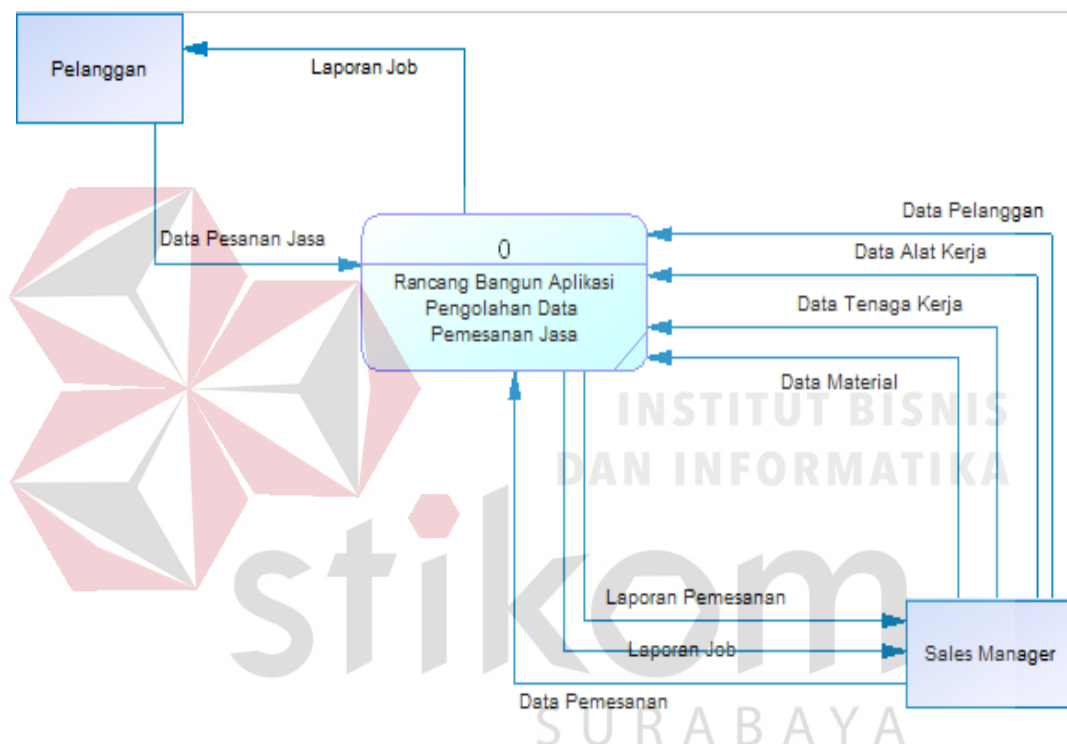 Pelanggan
Laporan Job
Data Pesanan Jasa
0
Rancang Bangun Aplikasi
Pengolahan Data
Pemesanan Jasa
Data Pelanggan
Data Alat Kerja
Data Tenaga Kerja
Data Material
INSTITUT BISNIS
DAN INFORMATIKA
stikom
SURABAYA
Laporan Pemesanan
Laporan Job
Data Pemesanan
Sales Manager